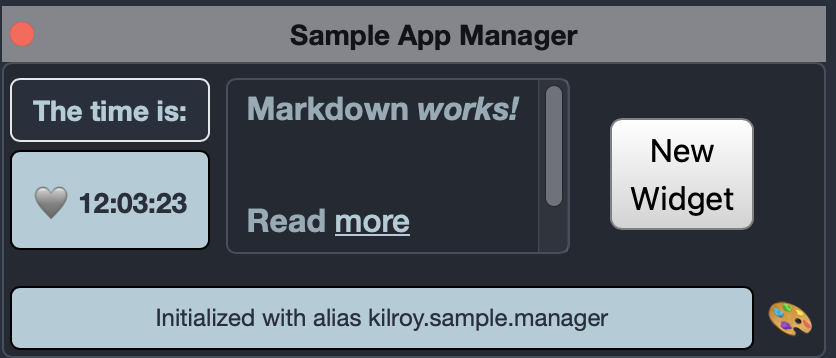 Sample App Manager
The time is:
🩶 12:03:23
Markdown works!
Read more
New
Widget
Initialized with alias kilroy.sample.manager